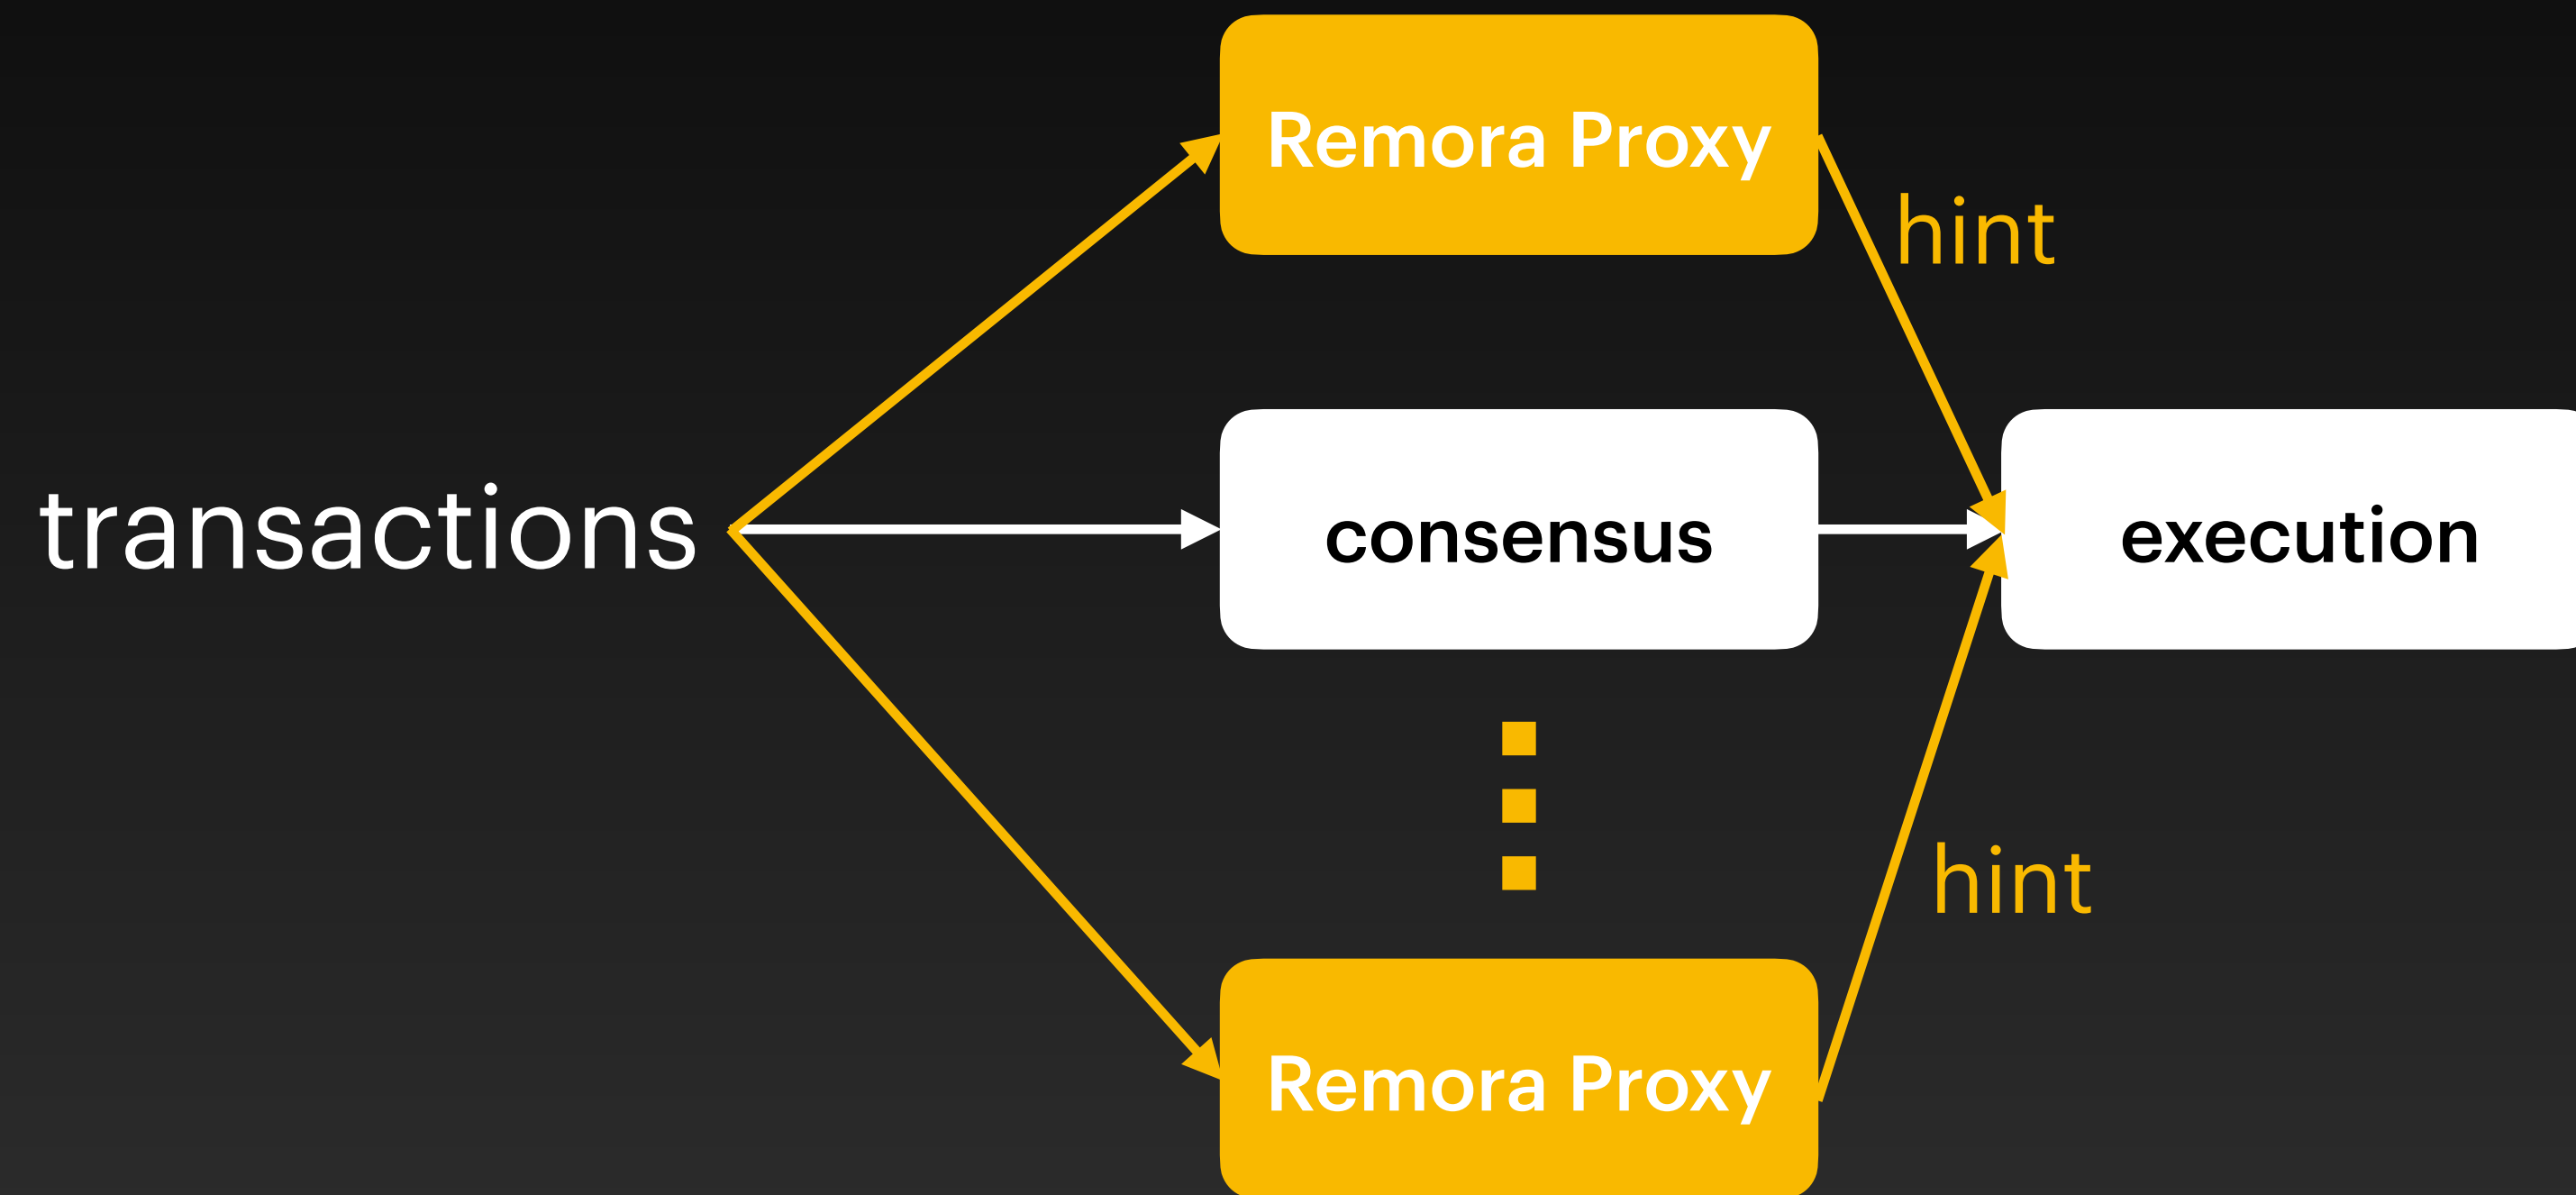 Remora Proxy
hint
transactions
consensus
execution
hint
Remora Proxy